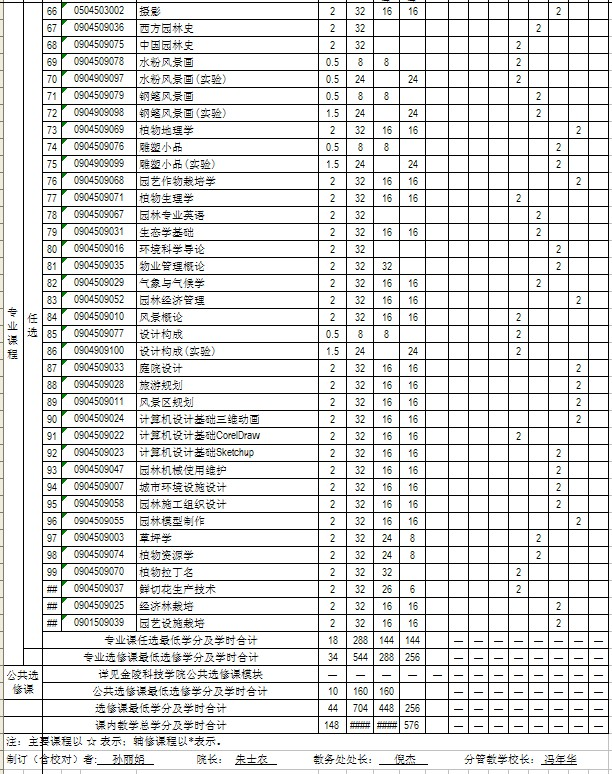 66 0504503002 摄影 2 32 16 16 2
67 0904509036 西方园林史 2 32 2
68 0904509075 中国园林史 2 32 2
69 0904509078 水粉风景画 0.5 8 8 2
70 0904909097 水粉风景画(实验) 0.5 24 24 2
71 0904509079 钢笔风景画 0.5 8 8 2
72 0904909098 钢笔风景画(实验) 1.5 24 24 2
73 0904509069 植物地理学 2 32 16 16 2
74 0904509076 雕塑小品 0.5 8 8 2
75 0904909099 雕塑小品(实验) 1.5 24 24 2
76 0904509068 园艺作物栽培学 2 32 16 16 2
77 0904509071 植物生理学 2 32 16 16 2
78 0904509067 园林专业英语 2 32 2
79 0904509031 生态学基础 2 32 16 16 2
80 0904509016 环境科学导论 2 32 2
81 0904509035 物业管理概论 2 32 32 2
82 0904509029 气象与气候学 2 32 16 16 2
83 0904509052 园林经济管理 2 32 16 16 2
专业课程 任选 84 0904509010 风景概论 2 32 16 16 2
85 0904509077 设计构成 0.5 8 8 2
86 0904909100 设计构成(实验) 1.5 24 24 2
87 0904509033 庭院设计 2 32 16 16 2
88 0904509028 旅游规划 2 32 16 16 2
89 0904509011 风景区规划 2 32 16 16 2
90 0904509024 计算机设计基础三维动画 2 32 16 16 2
91 0904509022 计算机设计基础CorelDraw 2 32 16 16 2
92 0904509023 计算机设计基础Sketchup 2 32 16 16 2
93 0904509047 园林机械使用维护 2 32 16 16 2
94 0904509007 城市环境设施设计 2 32 16 16 2
95 0904509058 园林施工组织设计 2 32 16 16 2
96 0904509055 园林模型制作 2 32 16 16 2
97 0904509003 草坪学 2 32 24 8 2
98 0904509074 植物资源学 2 32 24 8 2
99 0904509070 植物拉丁名 2 32 32 2
## 0904509037 鲜切花生产技术 2 32 26 6 2
## 0904509025 经济林栽培 2 32 16 16 2
## 0901509039 园艺设施栽培 2 32 16 16 2
专业课任选最低学分及学时合计 18 288 144 144 — — — — — — — —
专业选修课最低选修学分及学时合计 34 544 288 256 — — — — — — — —
公共选修课 详见金陵科技学院公共选修课模块 — — — — — — — — — — — — —
公共选修课最低选修学分及学时合计 10 160 160 — — — — — — — —
选修课最低学分及学时合计 44 704 448 256 — — — — — — — —
课内教学总学分及学时合计 148 #### #### 576 — — — — — — — —
注: 主要课程以 ☆ 表示; 辅修课程以*表示。
制订(含校对)者: 孙丽娟 院长: 朱士农 教务处处长: 倪杰 分管教学校长: 冯年华